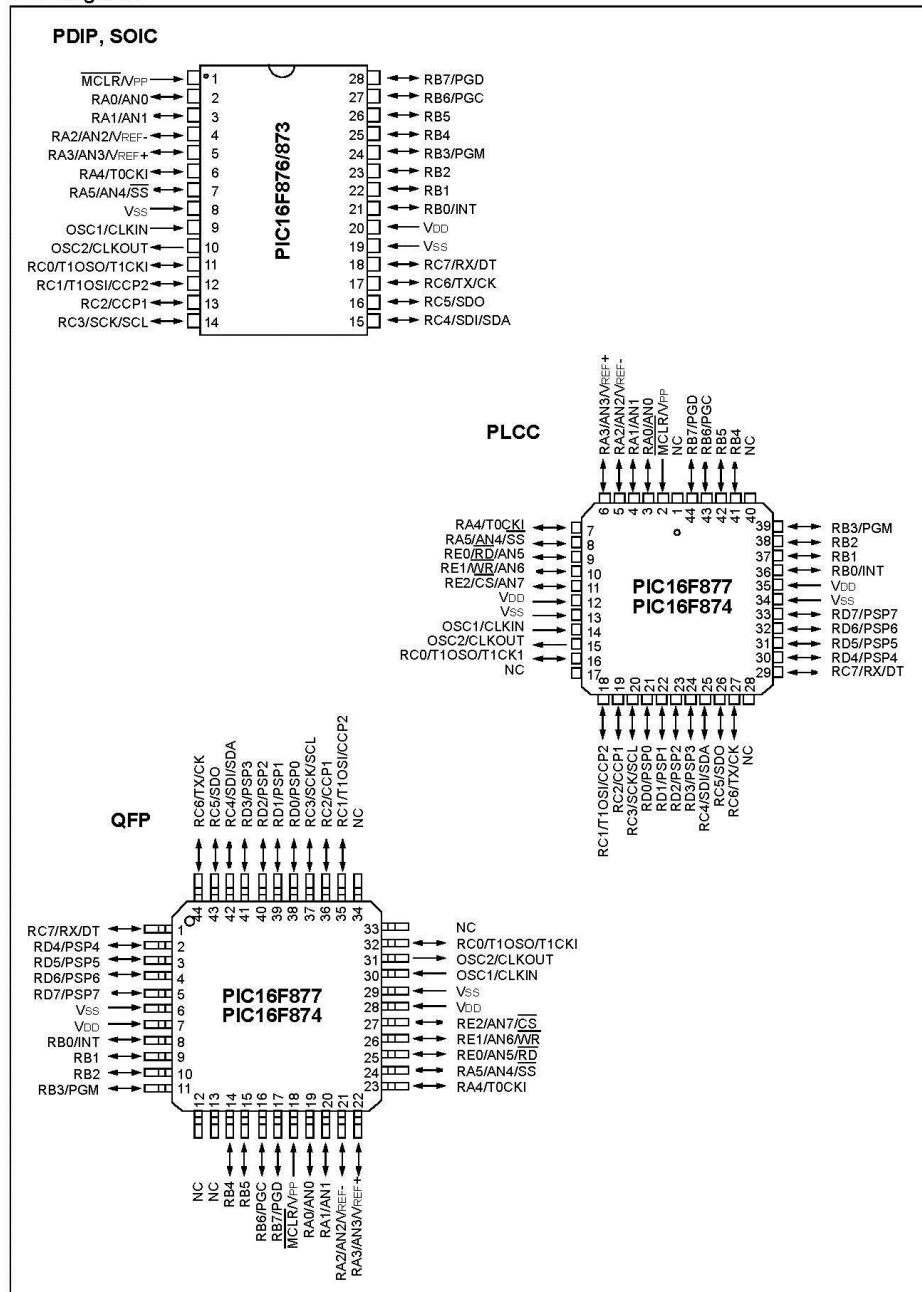 PDIP, SOIC
MCLR/VPP 1
RA0/AN0 2
RA1/AN1 3
RA2/AN2/VREF- 4
RA3/AN3/VREF+ 5
RA4/T0CKI 6
RA5/AN4/SS 7
VSS 8
OSC1/CLKIN 9
OSC2/CLKOUT 10
RC0/T1OSO/T1CKI 11
RC1/T1OSI/CCP2 12
RC2/CCP1 13
RC3/SCK/SCL 14
PIC16F876/873
28 RB7/PGD
27 RB6/PGC
26 RB5
25 RB4
24 RB3/PGM
23 RB2
22 RB1
21 RB0/INT
20 VDD
19 VSS
18 RC7/RX/DT
17 RC6/TX/CK
16 RC5/SDO
15 RC4/SDI/SDA
PLCC
RA3/AN3/VREF+ 6
RA2/AN2/VREF- 5
RA1/AN1 4
RA0/AN0 3
MCLR/VPP 2
NC 1
RB7/PGD 44
RB6/PGC 43
RB5 42
RB4 41
NC 40
RA4/T0CKI 7
RA5/AN4/SS 8
RE0/RD/AN5 9
RE1/WR/AN6 10
RE2/CS/AN7 11
VDD 12
VSS 13
OSC1/CLKIN 14
OSC2/CLKOUT 15
RC0/T1OSO/T1CK1 16
NC 17
PIC16F877
PIC16F874
39 RB3/PGM
38 RB2
37 RB1
36 RB0/INT
35 VDD
34 VSS
33 RD7/PSP7
32 RD6/PSP6
31 RD5/PSP5
30 RD4/PSP4
29 RC7/RX/DT
18 RC1/T1OSI/CCP2
19 RC2/CCP1
20 RC3/SCK/SCL
21 RD0/PSP0
22 RD1/PSP1
23 RD2/PSP2
24 RD3/PSP3
25 RC4/SDI/SDA
26 RC5/SDO
27 RC6/TX/CK
28 NC
QFP
RC6/TX/CK 44
RC5/SDO 43
RC4/SDI/SDA 42
RD3/PSP3 41
RD2/PSP2 40
RD1/PSP1 39
RD0/PSP0 38
RC3/SCK/SCL 37
RC2/CCP1 36
RC1/T1OSI/CCP2 35
NC 34
RC7/RX/DT 1
RD4/PSP4 2
RD5/PSP5 3
RD6/PSP6 4
RD7/PSP7 5
VSS 6
VDD 7
RB0/INT 8
RB1 9
RB2 10
RB3/PGM 11
PIC16F877
PIC16F874
33 NC
32 RC0/T1OSO/T1CKI
31 OSC2/CLKOUT
30 OSC1/CLKIN
29 VSS
28 VDD
27 RE2/AN7/CS
26 RE1/AN6/WR
25 RE0/AN5/RD
24 RA5/AN4/SS
23 RA4/T0CKI
12 NC
13 NC
14 RB4
15 RB5
16 RB6/PGC
17 RB7/PGD
18 MCLR/VPP
19 RA0/AN0
20 RA1/AN1
21 RA2/AN2/VREF-
22 RA3/AN3/VREF+